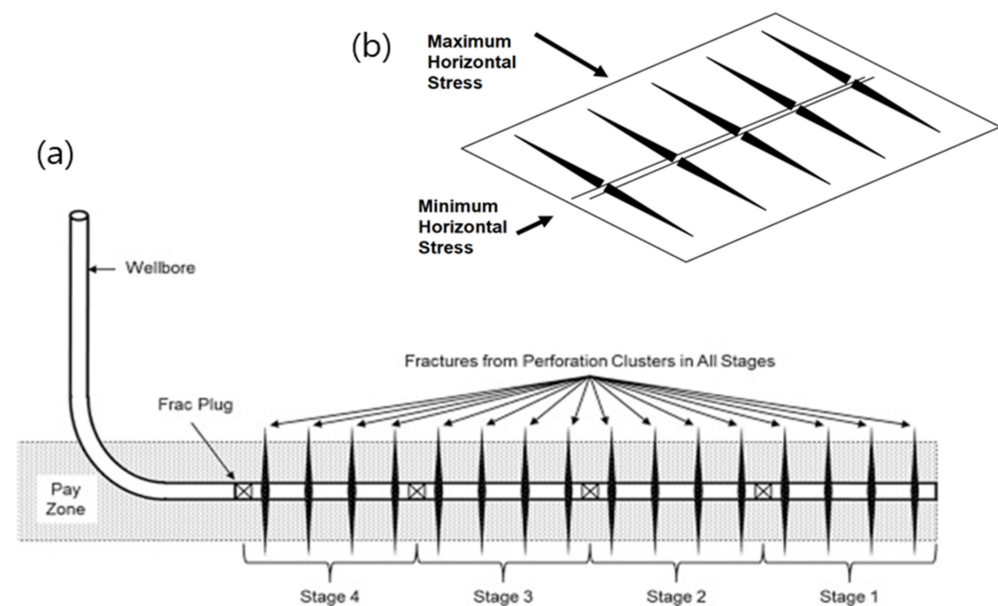 (b)
Maximum
Horizontal
Stress
(a)
Minimum
Horizontal
Stress
Wellbore
Fractures from Perforation Clusters in All Stages
Frac Plug
Pay
Zone
Stage 4
Stage 3
Stage 2
Stage 1